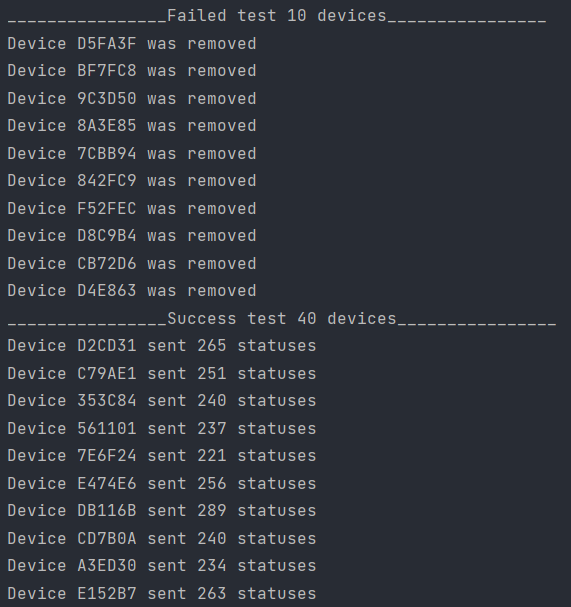 ________________Failed test 10 devices________________
Device D5FA3F was removed
Device BF7FC8 was removed
Device 9C3D50 was removed
Device 8A3E85 was removed
Device 7CBB94 was removed
Device 842FC9 was removed
Device F52FEC was removed
Device D8C9B4 was removed
Device CB72D6 was removed
Device D4E863 was removed
________________Success test 40 devices________________
Device D2CD31 sent 265 statuses
Device C79AE1 sent 251 statuses
Device 353C84 sent 240 statuses
Device 561101 sent 237 statuses
Device 7E6F24 sent 221 statuses
Device E474E6 sent 256 statuses
Device DB116B sent 289 statuses
Device CD7B0A sent 240 statuses
Device A3ED30 sent 234 statuses
Device E152B7 sent 263 statuses